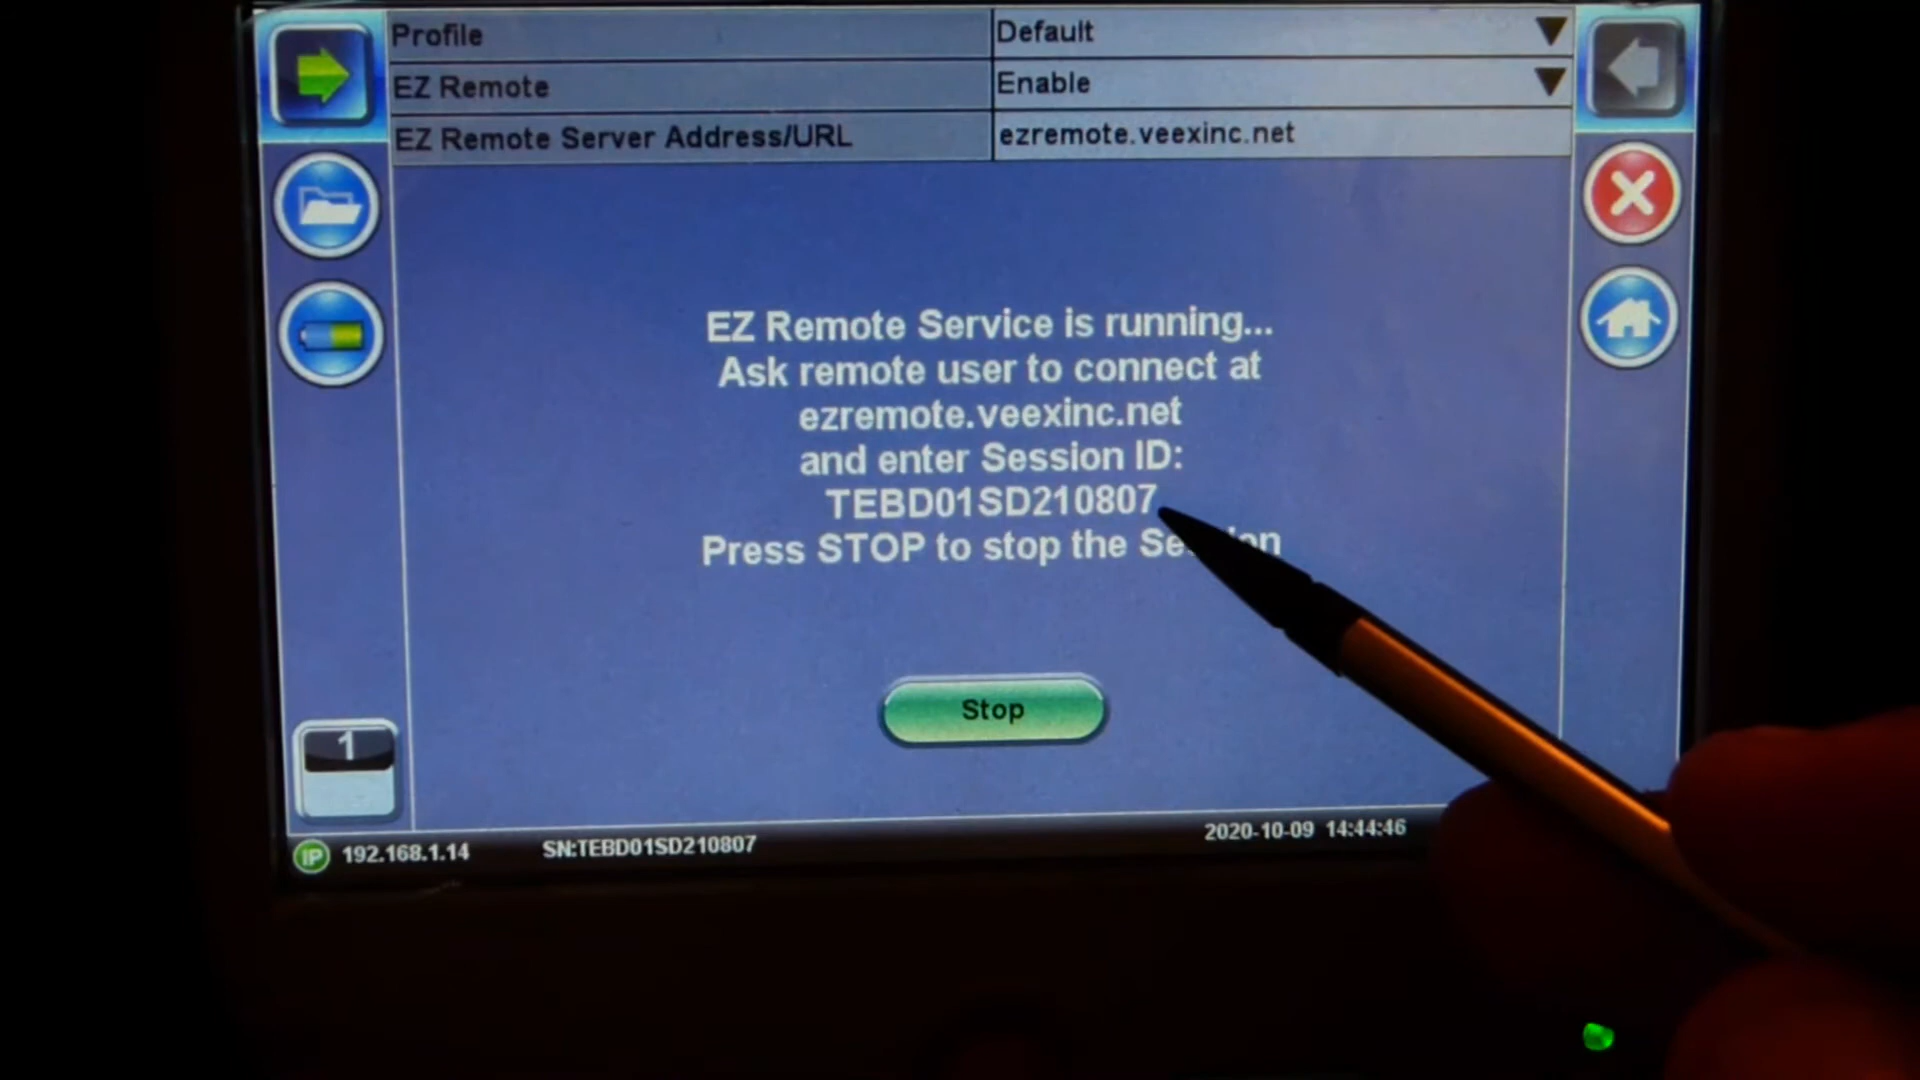 Profile Default
EZ Remote Enable
EZ Remote Server Address/URL ezremote.veexinc.net
EZ Remote Service is running...
Ask remote user to connect at
ezremote.veexinc.net
and enter Session ID:
TEBD01SD210807
Press STOP to stop the
Stop
1
IP 192.168.1.14 SN:TEBD01SD210807 2020-10-09 14:44:46